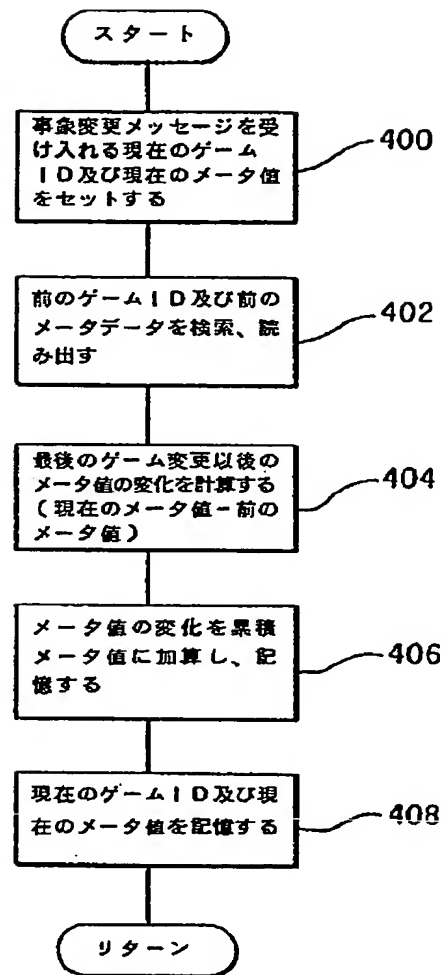 スタート
事象変更メッセージを受
け入れる現在のゲーム
ID及び現在のメータ値
をセットする
400
前のゲームID及び前の
メータデータを検索、読
み出す
402
最後のゲーム変更以後の
メータ値の変化を計算する
(現在のメータ値-前の
メータ値)
404
メータ値の変化を累積
メータ値に加算し、記
憶する
406
現在のゲームID及び現
在のメータ値を記憶する
408
リターン